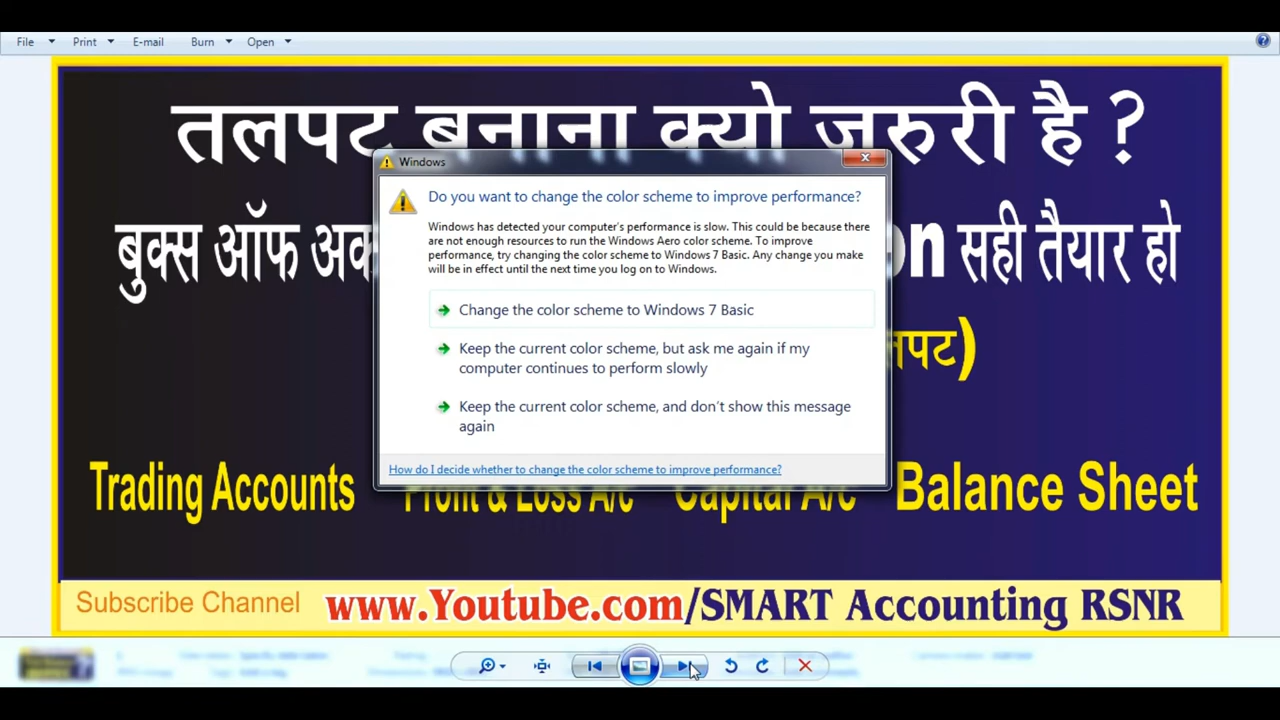 File Print E-mail Burn Open
तलपट बनाना क्यो जरुरी है ?
Windows
Do you want to change the color scheme to improve performance?
बुक्स ऑफ अक
on सही तैयार हो
Windows has detected your computer's performance is slow. This could be because there
are not enough resources to run the Windows Aero color scheme. To improve
performance, try changing the color scheme to Windows 7 Basic. Any change you make
will be in effect until the next time you log on to Windows.
Change the color scheme to Windows 7 Basic
Keep the current color scheme, but ask me again if my
computer continues to perform slowly
पट)
Keep the current color scheme, and don't show this message
again
How do I decide whether to change the color scheme to improve performance?
Trading Accounts Profit & Loss A/c Capital A/c Balance Sheet
Subscribe Channel www.Youtube.com/SMART Accounting RSNR